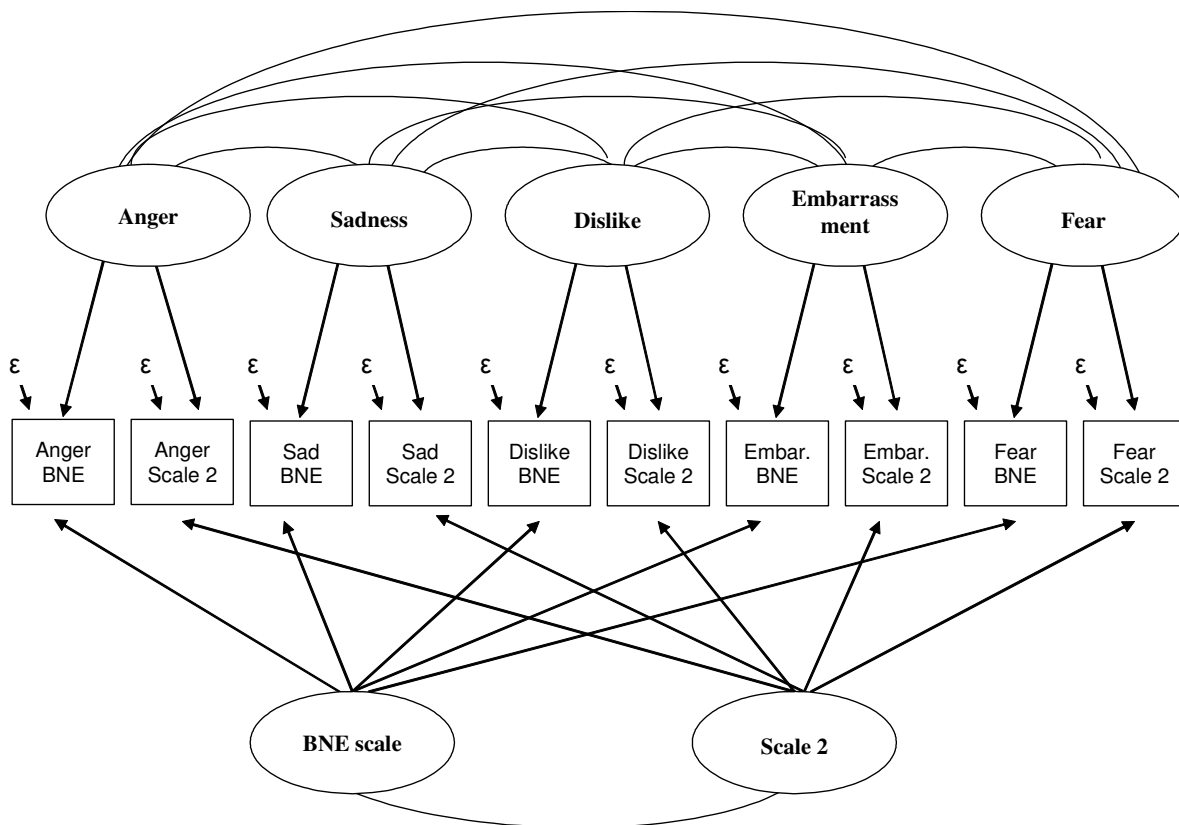 Anger
Sadness
Dislike
Embarrass
ment
Fear
ε ε ε ε ε ε ε ε ε ε
Anger
BNE
Anger
Scale 2
Sad
BNE
Sad
Scale 2
Dislike
BNE
Dislike
Scale 2
Embar.
BNE
Embar.
Scale 2
Fear
BNE
Fear
Scale 2
BNE scale
Scale 2